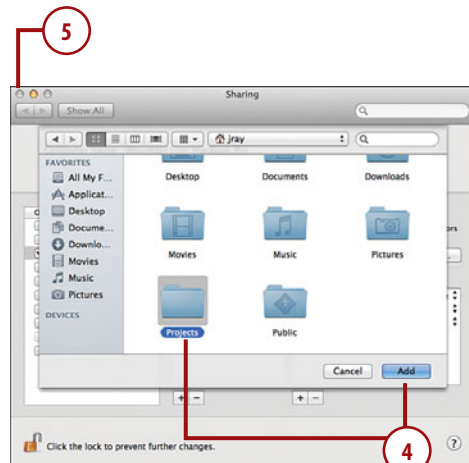 5
Sharing
Show All
jray
FAVORITES
All My F...
Applicat...
Desktop
Docume...
Downlo...
Movies
Music
Pictures
DEVICES
Desktop
Documents
Downloads
Movies
Music
Pictures
Projects
Public
Cancel
Add
+ − + −
Click the lock to prevent further changes.
?
4